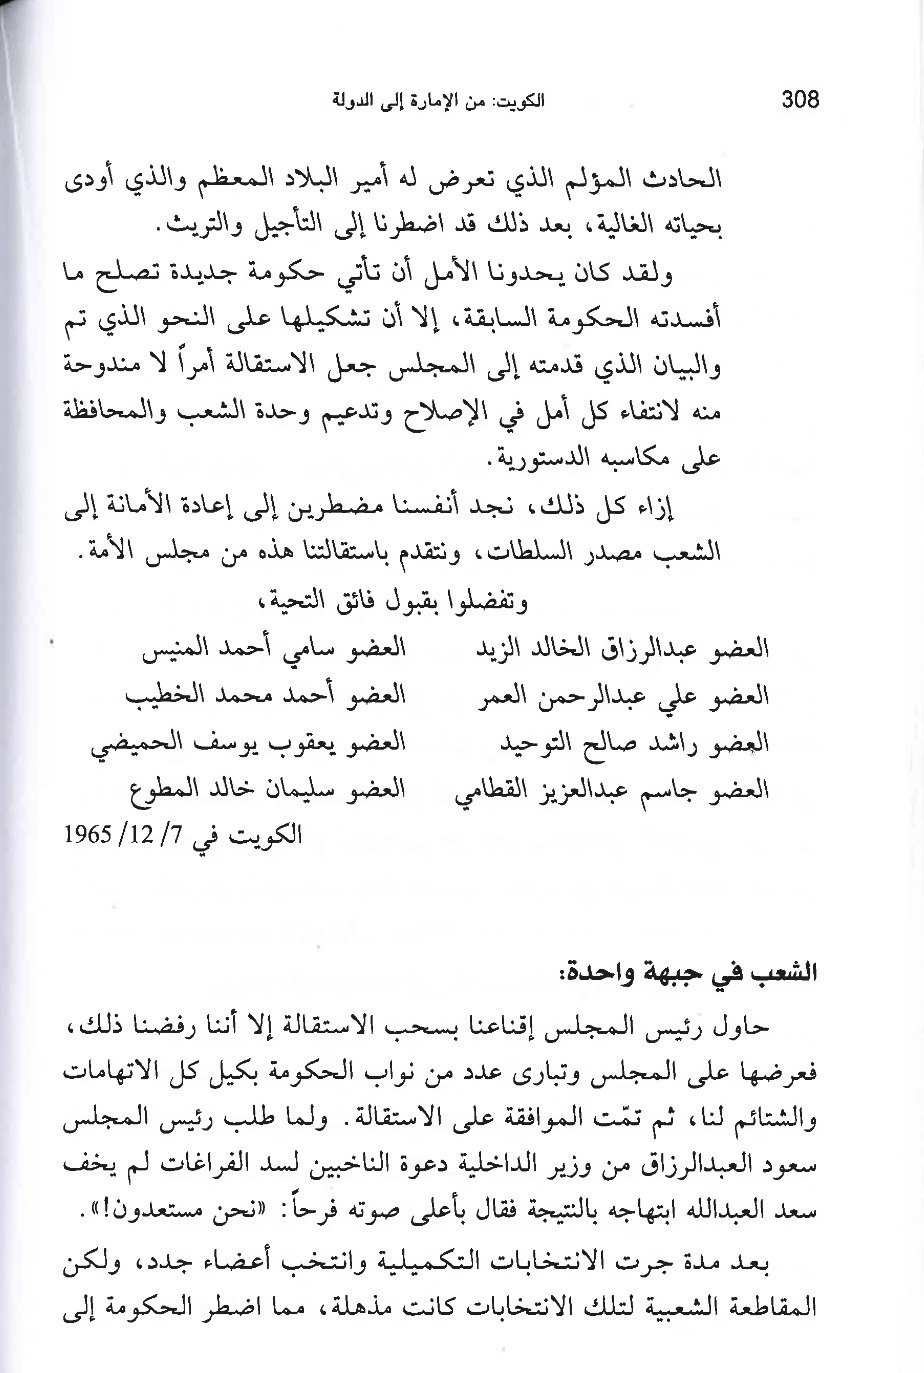 308
الكويت: من الإمارة إلى الدولة
الحادث المؤلم الذي تعرض له أمير البلاد المعظم والذي أودى
بحياته الغالية، بعد ذلك قد اضطرنا إلى التأجيل والتريث.
ولقد كان يحدونا الأمل أن تأتي حكومة جديدة تصلح ما
أفسدته الحكومة السابقة، إلا أن تشكيلها على النحو الذي تم
والبيان الذي قدمته إلى المجلس جعل الاستقالة أمراً لا مندوحة
منه لانتفاء كل أمل في الإصلاح وتدعيم وحدة الشعب والمحافظة
على مكاسبه الدستورية.
إزاء كل ذلك، نجد أنفسنا مضطرين إلى إعادة الأمانة إلى
الشعب مصدر السلطات، ونتقدم باستقالتنا هذه من مجلس الأمة.
وتفضلوا بقبول فائق التحية،
العضو عبدالرزاق الخالد الزيد العضو سامي أحمد المنيس
العضو علي عبدالرحمن العمر العضو أحمد محمد الخطيب
العضو راشد صالح التوحيد العضو يعقوب يوسف الحميضي
العضو جاسم عبدالعزيز القطامي العضو سليمان خالد المطوع
الكويت في 7/ 12/ 1965
الشعب في جبهة واحدة:
حاول رئيس المجلس إقناعنا بسحب الاستقالة إلا أننا رفضنا ذلك،
فعرضها على المجلس وتبارى عدد من نواب الحكومة بكيل كل الاتهامات
والشتائم لنا، ثم تمّت الموافقة على الاستقالة. ولما طلب رئيس المجلس
سعود العبدالرزاق من وزير الداخلية دعوة الناخبين لسد الفراغات لم يخف
سعد العبدالله ابتهاجه بالنتيجة فقال بأعلى صوته فرحاً: «نحن مستعدون!».
بعد مدة جرت الانتخابات التكميلية وانتخب أعضاء جدد، ولكن
المقاطعة الشعبية لتلك الانتخابات كانت مذهلة، مما اضطر الحكومة إلى